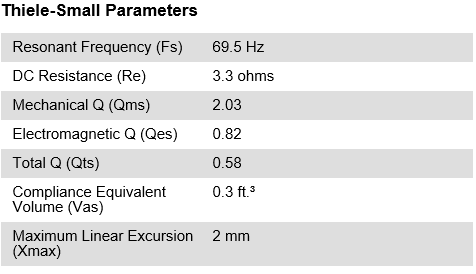 Thiele-Small Parameters
Resonant Frequency (Fs) 69.5 Hz
DC Resistance (Re) 3.3 ohms
Mechanical Q (Qms) 2.03
Electromagnetic Q (Qes) 0.82
Total Q (Qts) 0.58
Compliance Equivalent 0.3 ft.³
Volume (Vas)
Maximum Linear Excursion 2 mm
(Xmax)